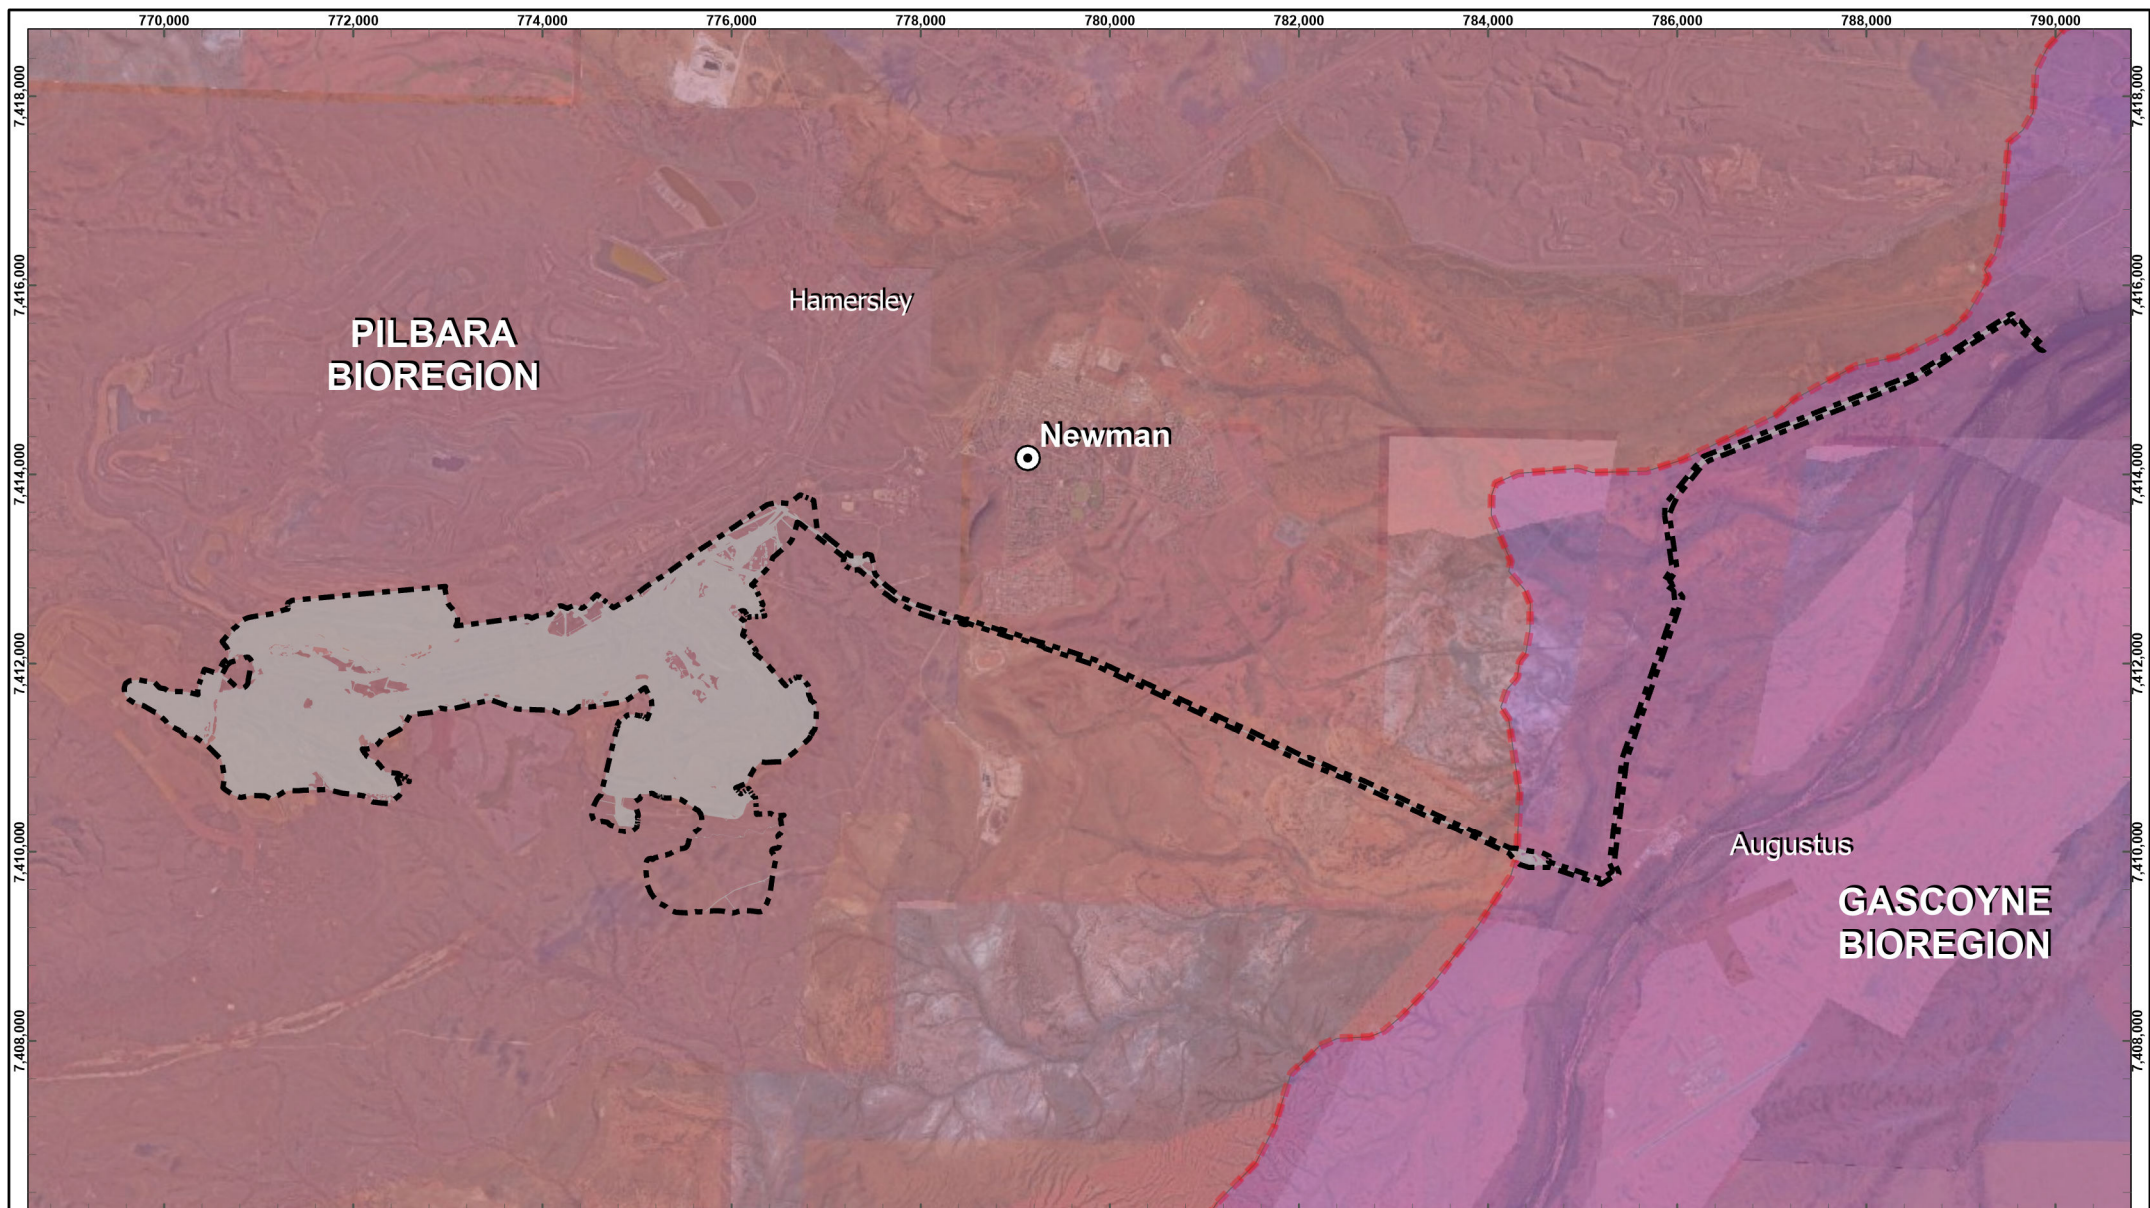 770,000 772,000 774,000 776,000 778,000 780,000 782,000 784,000 786,000 788,000 790,000
7,418,000 7,418,000
7,416,000 7,416,000
Hamersley
PILBARA
BIOREGION
Newman
7,414,000 7,414,000
7,412,000 7,412,000
7,410,000 7,410,000
Augustus
GASCOYNE
BIOREGION
7,408,000 7,408,000